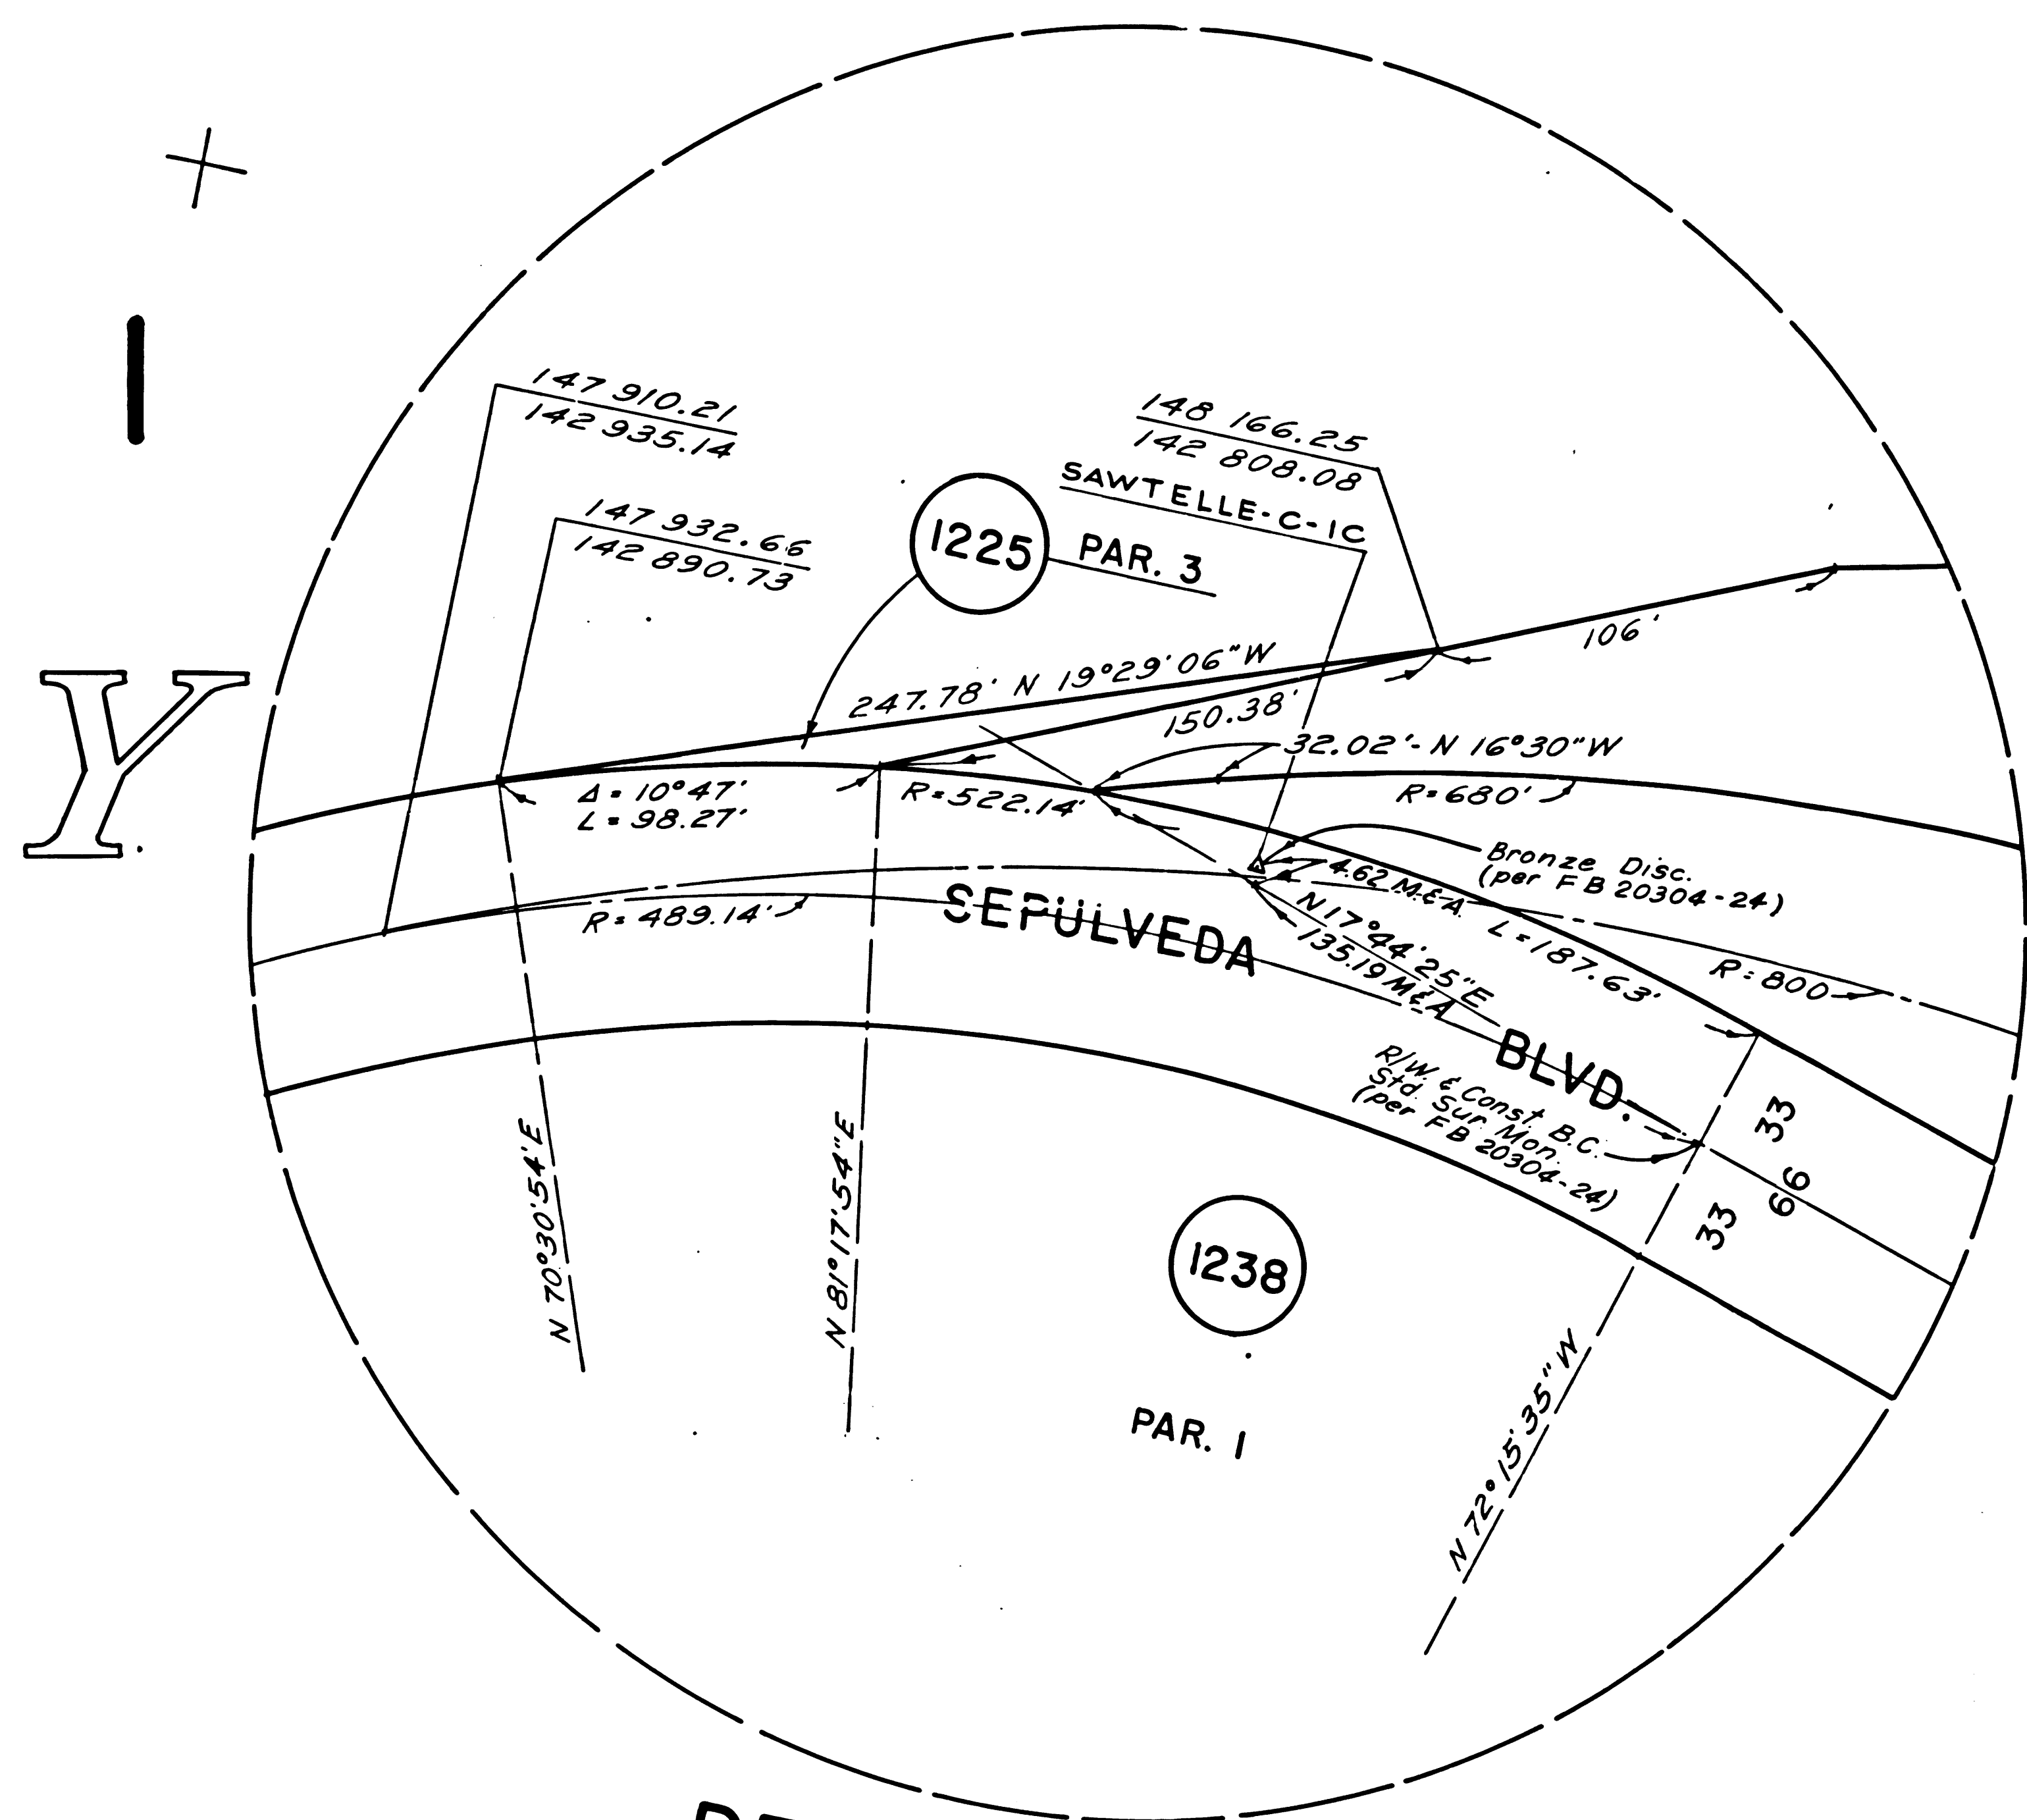 Y
147 910.21
142 935.14
147 932.66
142 890.73
148 166.25
142 808.08
SAWTELLE-C-1C
1225
PAR. 3
106'
247.78' N 19°29'06"W
150.38'
32.02'- N 16°30"W
Δ = 10°47'
L = 98.27'
R=522.14'
R=680'
Bronze Disc.
(per FB 20304-24)
4.62 M.&A.
R= 489.14'
SEPULVEDA
BLVD.
N17°44'25"E
135.19 M&A
L=187.63'
R=800
R/W. & Const. B.C.
Std. Sur. Mon.
(per FB 20304-24)
33
66
33
N 70°30'54"E
N 81°17'54"E
N 72°15'35"W
1238
PAR. 1